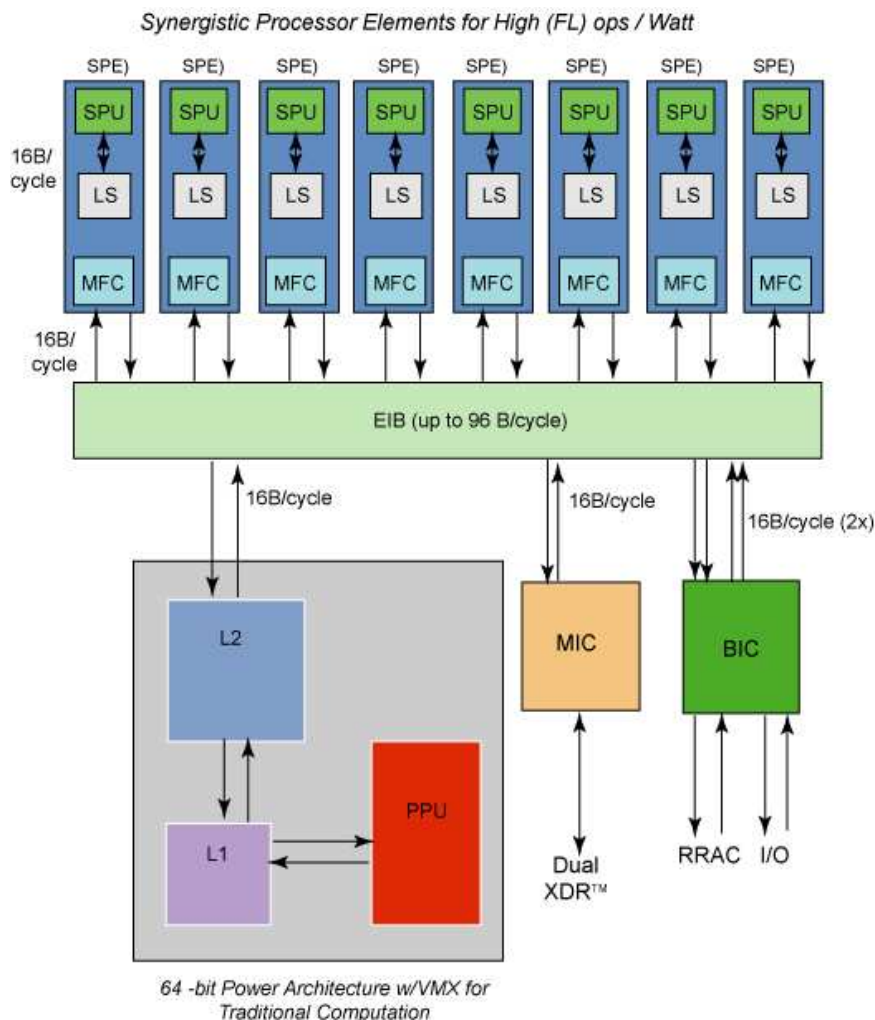 Synergistic Processor Elements for High (FL) ops / Watt
SPE) SPE) SPE) SPE) SPE) SPE) SPE) SPE)
SPU SPU SPU SPU SPU SPU SPU SPU
16B/
cycle
LS LS LS LS LS LS LS LS
MFC MFC MFC MFC MFC MFC MFC MFC
16B/
cycle
EIB (up to 96 B/cycle)
16B/cycle 16B/cycle 16B/cycle (2x)
L2 MIC BIC
PPU
L1
Dual
XDR™
RRAC I/O
64 -bit Power Architecture w/VMX for
Traditional Computation